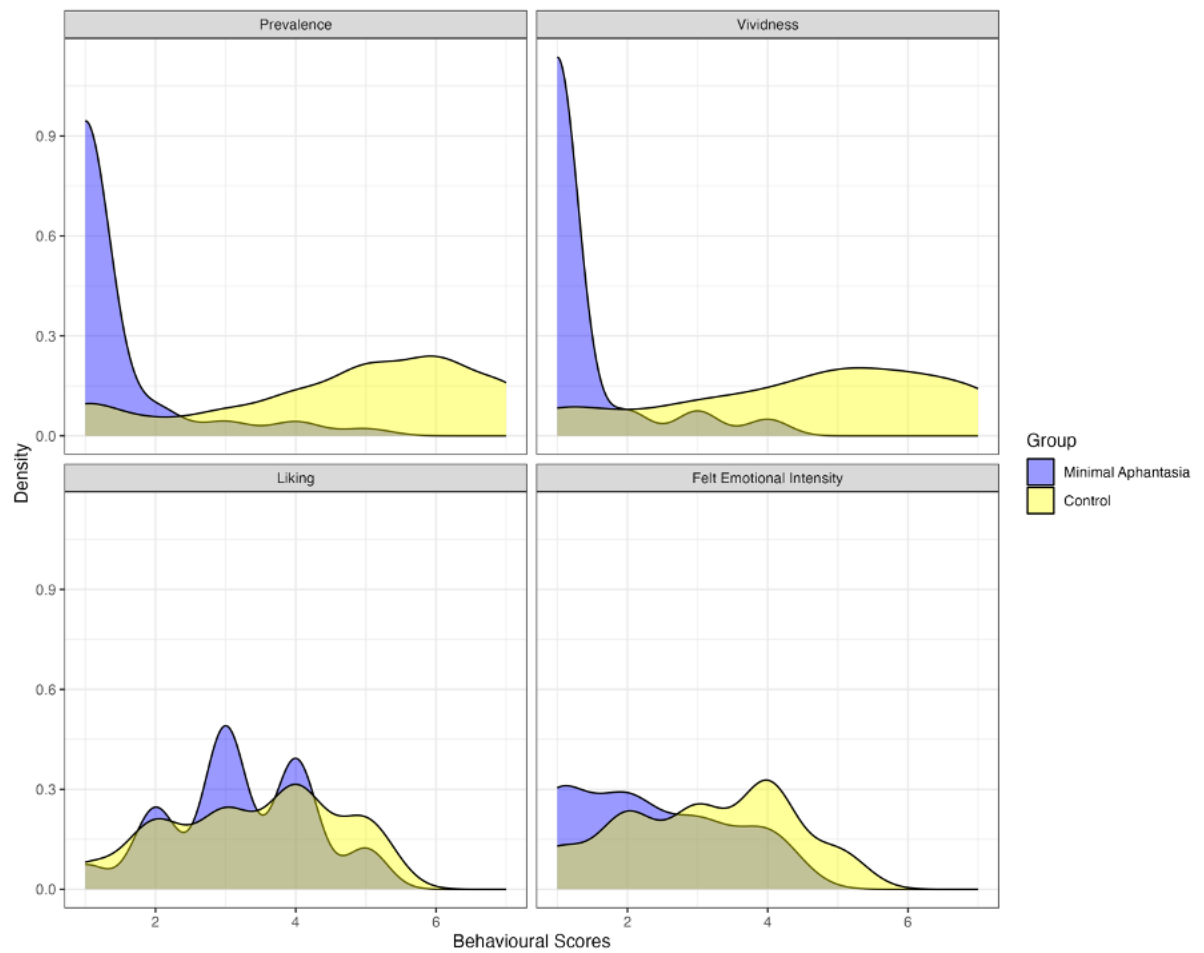 Prevalence
Vividness
0.9
0.6
0.3
0.0
Density
Liking
Felt Emotional Intensity
0.9
0.6
0.3
0.0
2
4
6
2
4
6
Behavioural Scores
Group
Minimal Aphantasia
Control